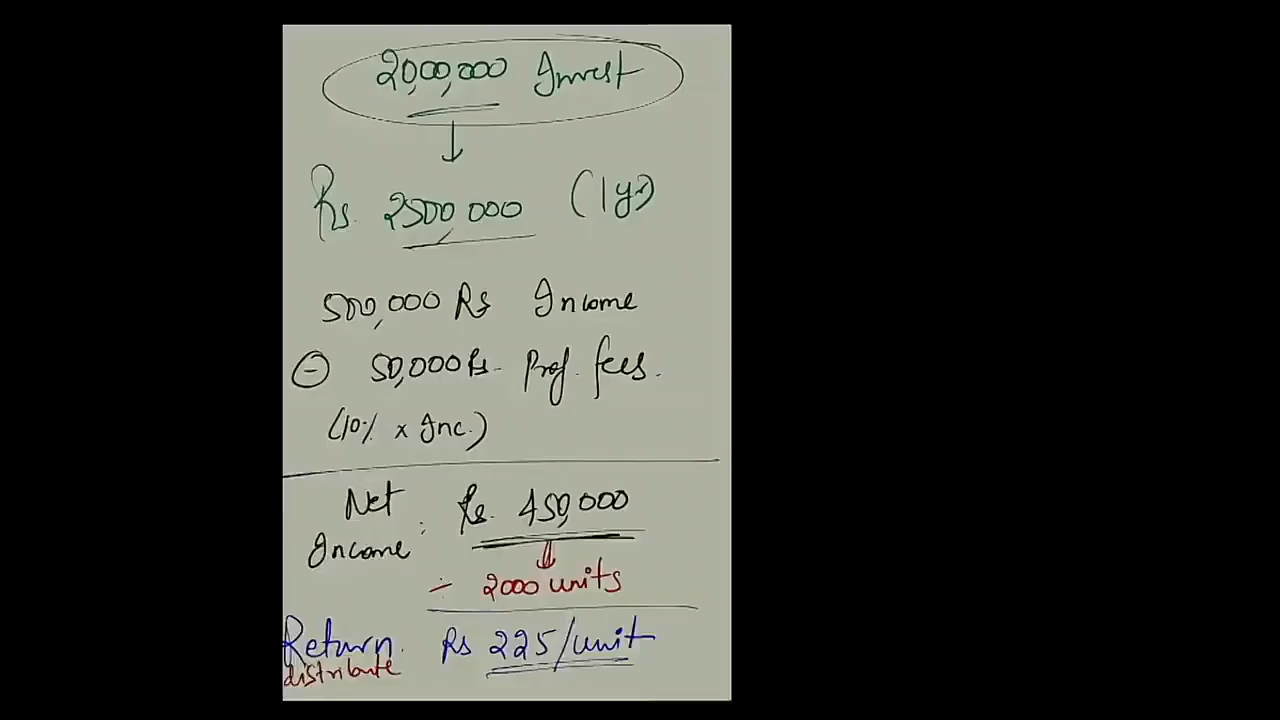 20,00,000 Invest
↓
Rs. 2500,000 (1yr)
500,000 Rs Income
⊖ 50,000 Rs. Prof. fees.
(10% x Inc.)
Net Income : Rs. 450,000
↓
÷ 2000 units
Return. Rs 225/unit
distribute